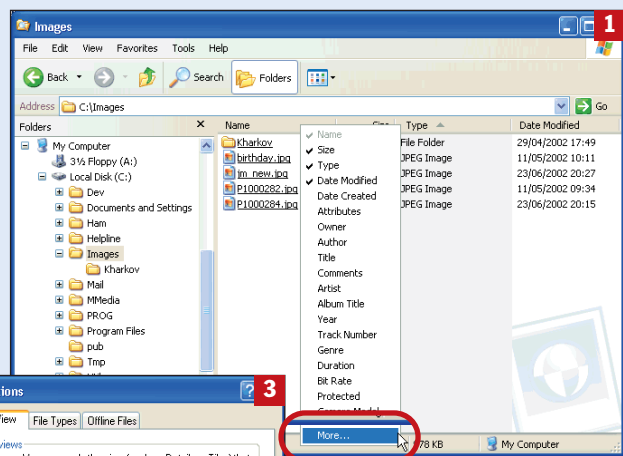 Images
1
File Edit View Favorites Tools Help
Back Search Folders
Address C:\Images Go
Folders
My Computer
3½ Floppy (A:)
Local Disk (C:)
Dev
Documents and Settings
Ham
Helpline
Images
Kharkov
Mail
MMedia
PROG
Program Files
pub
Tmp
Name Size Type Date Modified
Kharkov File Folder 29/04/2002 17:49
birthday.jpg JPEG Image 11/05/2002 10:11
jm_new.jpg JPEG Image 23/06/2002 20:27
P1000282.jpg JPEG Image 11/05/2002 09:34
P1000284.jpg JPEG Image 23/06/2002 20:15
Name
Size
Type
Date Modified
Date Created
Attributes
Owner
Author
Title
Comments
Artist
Album Title
Year
Track Number
Genre
Duration
Bit Rate
Protected
Camera Model
More...
978 KB My Computer
3
File Types Offline Files